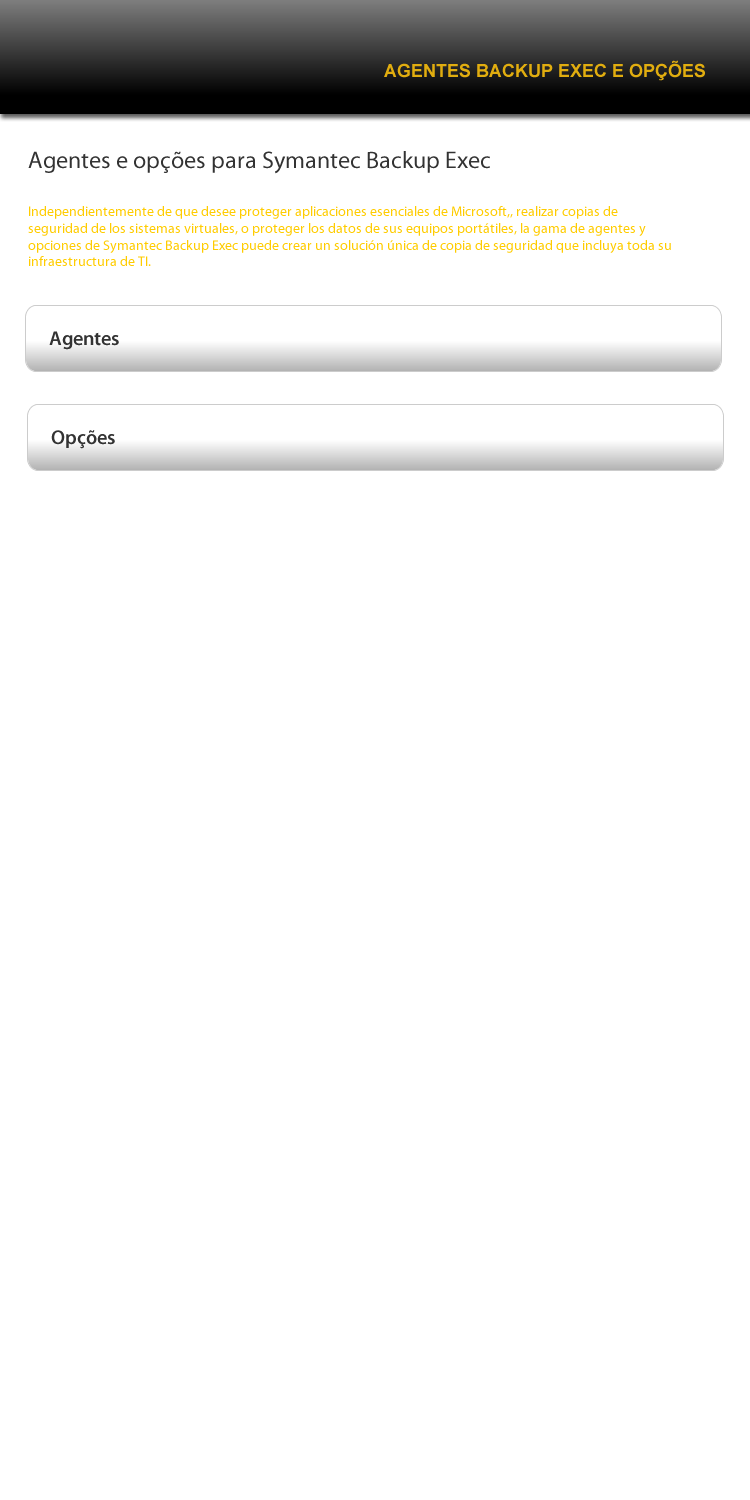 AGENTES BACKUP EXEC E OPÇÕES
Agentes e opções para Symantec Backup Exec
Independientemente de que desee proteger aplicaciones esenciales de Microsoft,, realizar copias de
seguridad de los sistemas virtuales, o proteger los datos de sus equipos portátiles, la gama de agentes y
opciones de Symantec Backup Exec puede crear un solución única de copia de seguridad que incluya toda su
infraestructura de TI.
Agentes
Opções